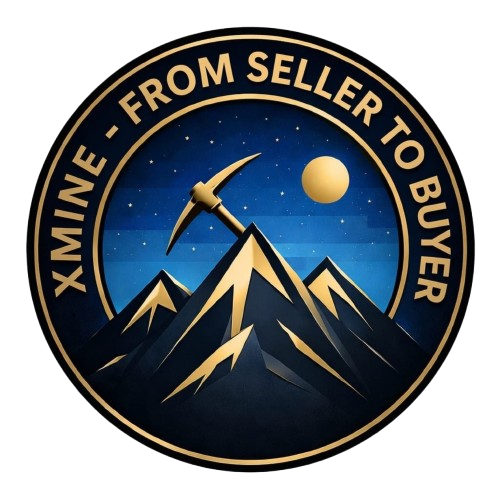 XMINE - FROM SELLER TO BUYER